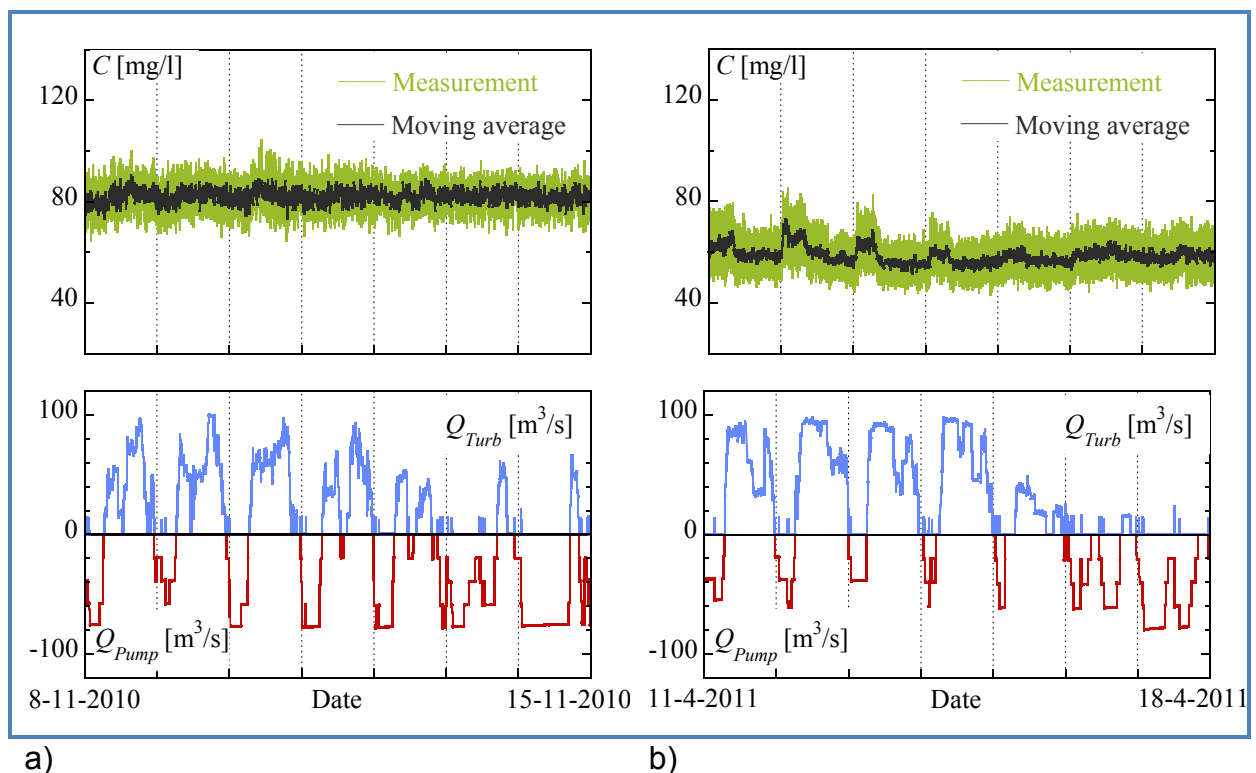 C [mg/l]
Measurement
Moving average
120
80
40
Q_Turb [m³/s]
100
0
-100
Q_Pump [m³/s]
8-11-2010
Date
15-11-2010
a)
C [mg/l]
Measurement
Moving average
120
80
40
Q_Turb [m³/s]
100
0
-100
Q_Pump [m³/s]
11-4-2011
Date
18-4-2011
b)